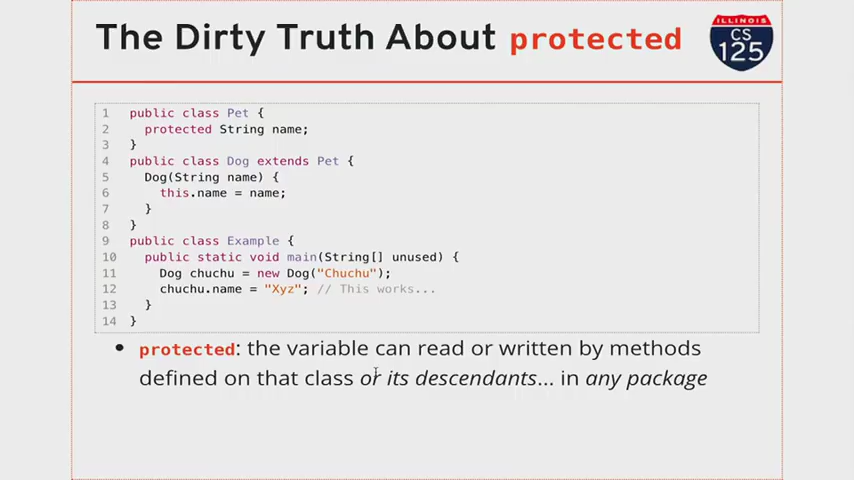 The Dirty Truth About protected
ILLINOIS
CS
125
1 public class Pet {
2   protected String name;
3 }
4 public class Dog extends Pet {
5   Dog(String name) {
6     this.name = name;
7   }
8 }
9 public class Example {
10   public static void main(String[] unused) {
11     Dog chuchu = new Dog("Chuchu");
12     chuchu.name = "Xyz"; // This works...
13   }
14 }
• protected: the variable can read or written by methods
defined on that class or its descendants... in any package